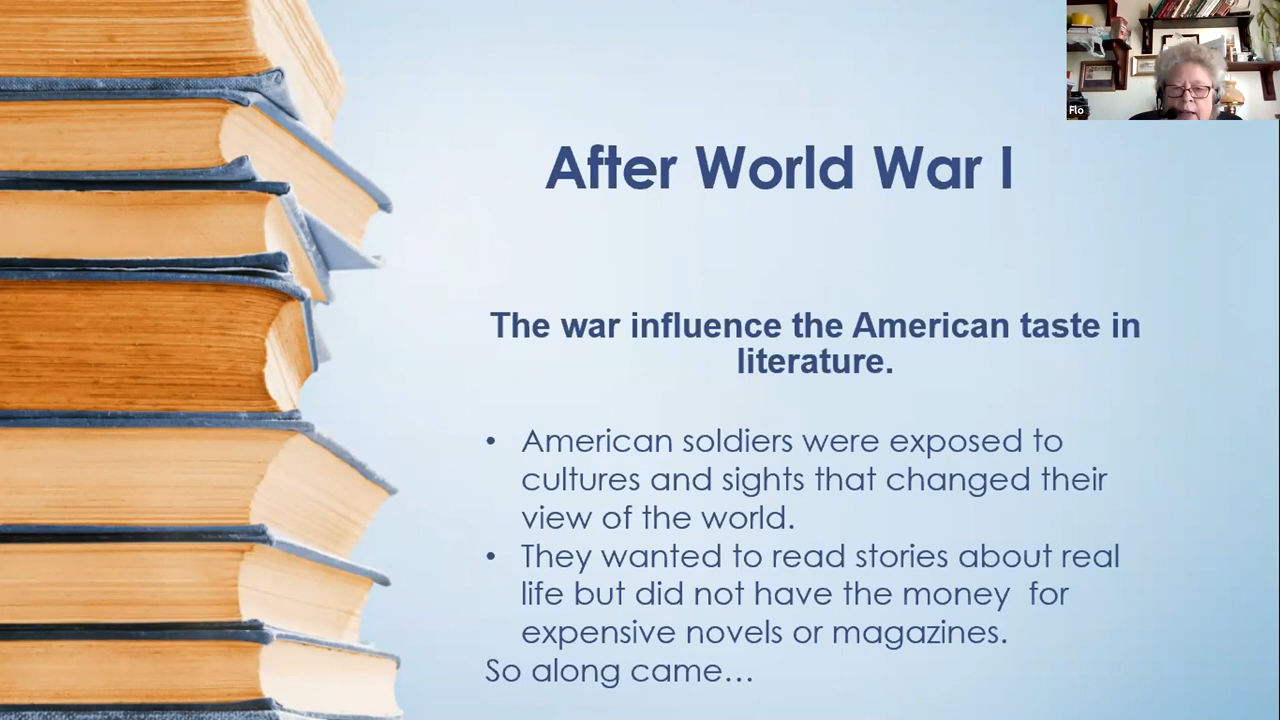 Flo
After World War I
The war influence the American taste in
literature.
• American soldiers were exposed to
cultures and sights that changed their
view of the world.
• They wanted to read stories about real
life but did not have the money  for
expensive novels or magazines.
So along came…